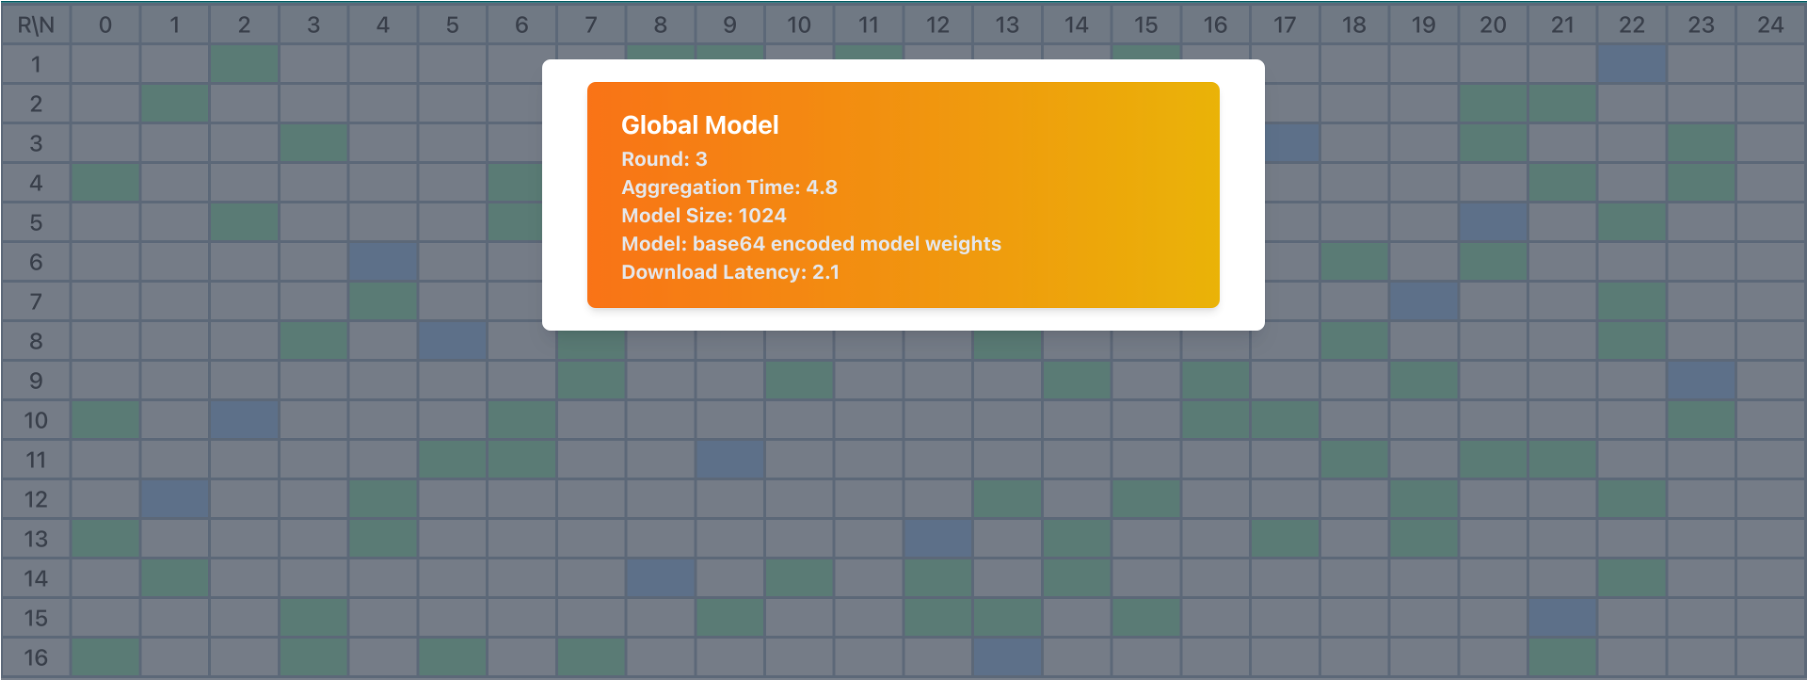 R\N 0 1 2 3 4 5 6 7 8 9 10 11 12 13 14 15 16 17 18 19 20 21 22 23 24
1
2
Global Model
3
Round: 3
4
Aggregation Time: 4.8
5
Model Size: 1024
Model: base64 encoded model weights
6
Download Latency: 2.1
7
8
9
10
11
12
13
14
15
16